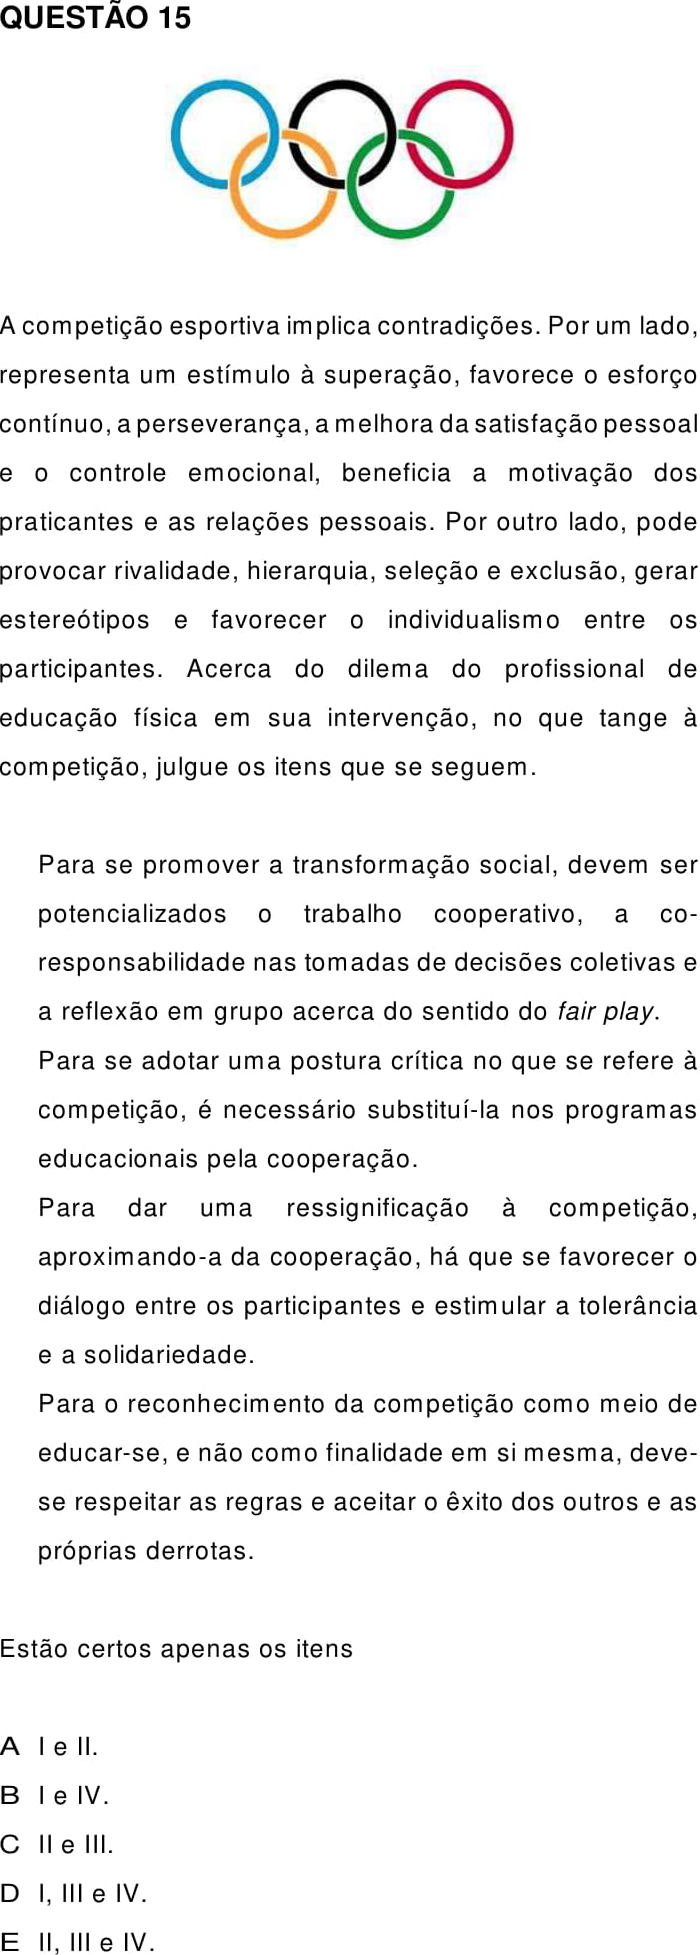 QUESTÃO 15
A competição esportiva implica contradições. Por um lado,
representa um estímulo à superação, favorece o esforço
contínuo, a perseverança, a melhora da satisfação pessoal
e o controle emocional, beneficia a motivação dos
praticantes e as relações pessoais. Por outro lado, pode
provocar rivalidade, hierarquia, seleção e exclusão, gerar
estereótipos e favorecer o individualismo entre os
participantes. Acerca do dilema do profissional de
educação física em sua intervenção, no que tange à
competição, julgue os itens que se seguem.
Para se promover a transformação social, devem ser
potencializados o trabalho cooperativo, a co-
responsabilidade nas tomadas de decisões coletivas e
a reflexão em grupo acerca do sentido do fair play.
Para se adotar uma postura crítica no que se refere à
competição, é necessário substituí-la nos programas
educacionais pela cooperação.
Para dar uma ressignificação à competição,
aproximando-a da cooperação, há que se favorecer o
diálogo entre os participantes e estimular a tolerância
e a solidariedade.
Para o reconhecimento da competição como meio de
educar-se, e não como finalidade em si mesma, deve-
se respeitar as regras e aceitar o êxito dos outros e as
próprias derrotas.
Estão certos apenas os itens
A I e II.
B I e IV.
C II e III.
D I, III e IV.
E II, III e IV.